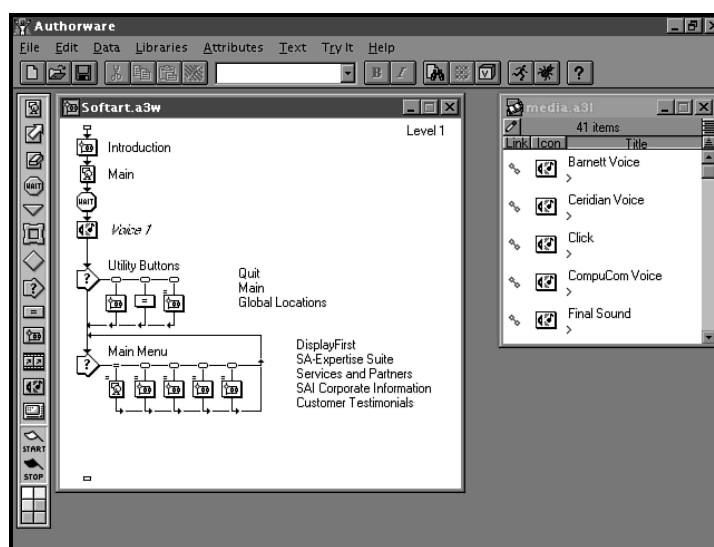 Authorware
File Edit Data Libraries Attributes Text Try It Help
B I V ?
Softart.a3w
Level 1
Introduction
Main
WAIT
Voice 1
Utility Buttons
Quit
Main
Global Locations
Main Menu
DisplayFirst
SA-Expertise Suite
Services and Partners
SAI Corporate Information
Customer Testimonials
WAIT
START
STOP
media.a3l
41 items
Link Icon Title
Barnett Voice
Ceridian Voice
Click
CompuCom Voice
Final Sound